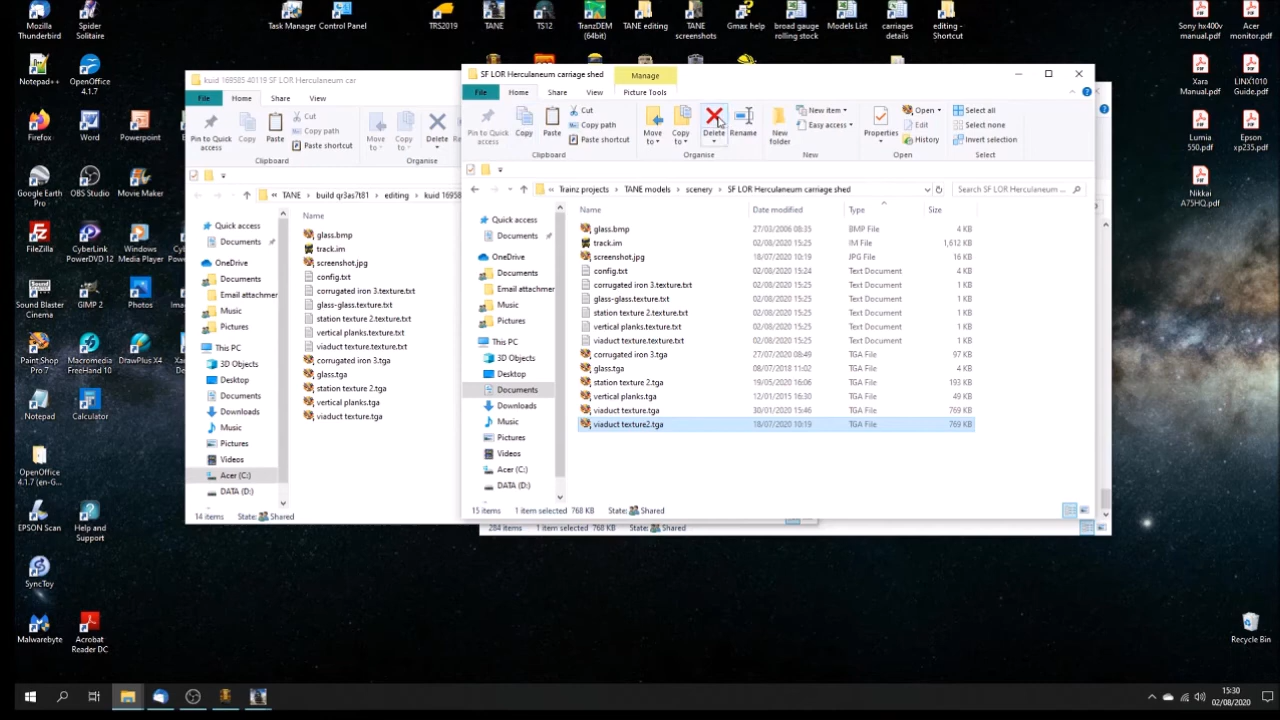 Mozilla Thunderbird
Spider Solitaire
Task Manager
Control Panel
TRS2019
TANE
TS12
TranzDEM (64bit)
TANE editing
TANE screenshots
Gmax help
broad gauge rolling stock
Models List
carriages details
editing - Shortcut
Sony hx400v manual.pdf
Acer monitor.pdf
Notepad++
OpenOffice 4.1.7
Xara Manual.pdf
LINX1010 Guide.pdf
Firefox
Word
Powerpoint
Lumia 550.pdf
Epson xp235.pdf
Google Earth Pro
OBS Studio
Movie Maker
Nikkai A75HQ.pdf
FileZilla
CyberLink PowerDVD 12
Windows Media Player
Sound Blaster Cinema
GIMP 2
Photos
Paint Shop Pro 7
Macromedia FreeHand 10
DrawPlus X4
Notepad
Calculator
OpenOffice 4.1.7 (en-G...
EPSON Scan
Help and Support
SyncToy
Malwarebyte
Acrobat Reader DC
Recycle Bin
kuid 169585 40119 SF LOR Herculaneum car
File
Home
Share
View
Pin to Quick access
Copy
Paste
Cut
Copy path
Paste shortcut
Move to
Copy to
Delete
Clipboard
Organise
« TANE › build qr3as7t81 › editing › kuid 16958
Name
Quick access
Documents
OneDrive
Documents
Email attachmer
Music
Pictures
This PC
3D Objects
Desktop
Documents
Downloads
Music
Pictures
Videos
Acer (C:)
DATA (D:)
glass.bmp
track.im
screenshot.jpg
config.txt
corrugated iron 3.texture.txt
glass-glass.texture.txt
station texture 2.texture.txt
vertical planks.texture.txt
viaduct texture.texture.txt
corrugated iron 3.tga
glass.tga
station texture 2.tga
vertical planks.tga
viaduct texture.tga
14 items State: Shared
SF LOR Herculaneum carriage shed
Manage
File
Home
Share
View
Picture Tools
Pin to Quick access
Copy
Paste
Cut
Copy path
Paste shortcut
Move to
Copy to
Delete
Rename
New folder
New item
Easy access
Properties
Open
Edit
History
Select all
Select none
Invert selection
Clipboard
Organise
New
Open
Select
« Trainz projects › TANE models › scenery › SF LOR Herculaneum carriage shed
Search SF LOR Herculaneum ...
Name Date modified Type Size
Quick access
Documents
OneDrive
Documents
Email attachmer
Music
Pictures
This PC
3D Objects
Desktop
Documents
Downloads
Music
Pictures
Videos
Acer (C:)
DATA (D:)
glass.bmp 27/03/2006 08:35 BMP File 4 KB
track.im 02/08/2020 15:25 IM File 1,612 KB
screenshot.jpg 18/07/2020 10:19 JPG File 16 KB
config.txt 02/08/2020 15:24 Text Document 4 KB
corrugated iron 3.texture.txt 02/08/2020 15:25 Text Document 1 KB
glass-glass.texture.txt 02/08/2020 15:25 Text Document 1 KB
station texture 2.texture.txt 02/08/2020 15:25 Text Document 1 KB
vertical planks.texture.txt 02/08/2020 15:25 Text Document 1 KB
viaduct texture.texture.txt 02/08/2020 15:25 Text Document 1 KB
corrugated iron 3.tga 27/07/2020 08:49 TGA File 97 KB
glass.tga 08/07/2018 11:02 TGA File 4 KB
station texture 2.tga 19/05/2020 16:06 TGA File 193 KB
vertical planks.tga 12/01/2015 16:30 TGA File 49 KB
viaduct texture.tga 30/01/2020 15:46 TGA File 769 KB
viaduct texture2.tga 18/07/2020 10:19 TGA File 769 KB
15 items 1 item selected 768 KB State: Shared
284 items 1 item selected 768 KB State: Shared
15:30
02/08/2020